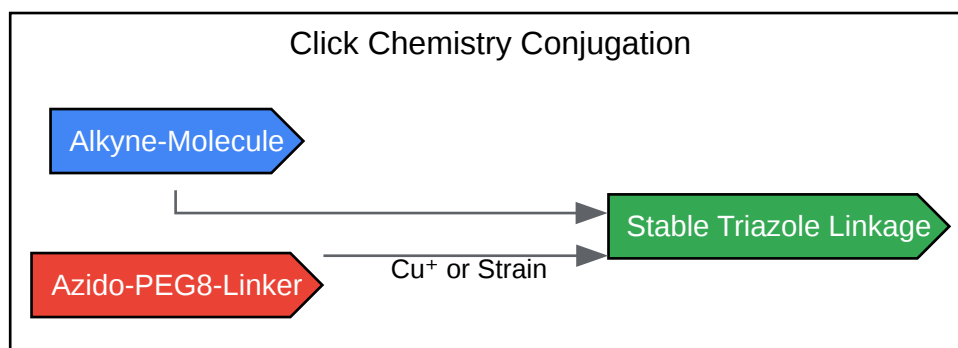 Click Chemistry Conjugation
Alkyne-Molecule
Stable Triazole Linkage
Azido-PEG8-Linker
Cu⁺ or Strain